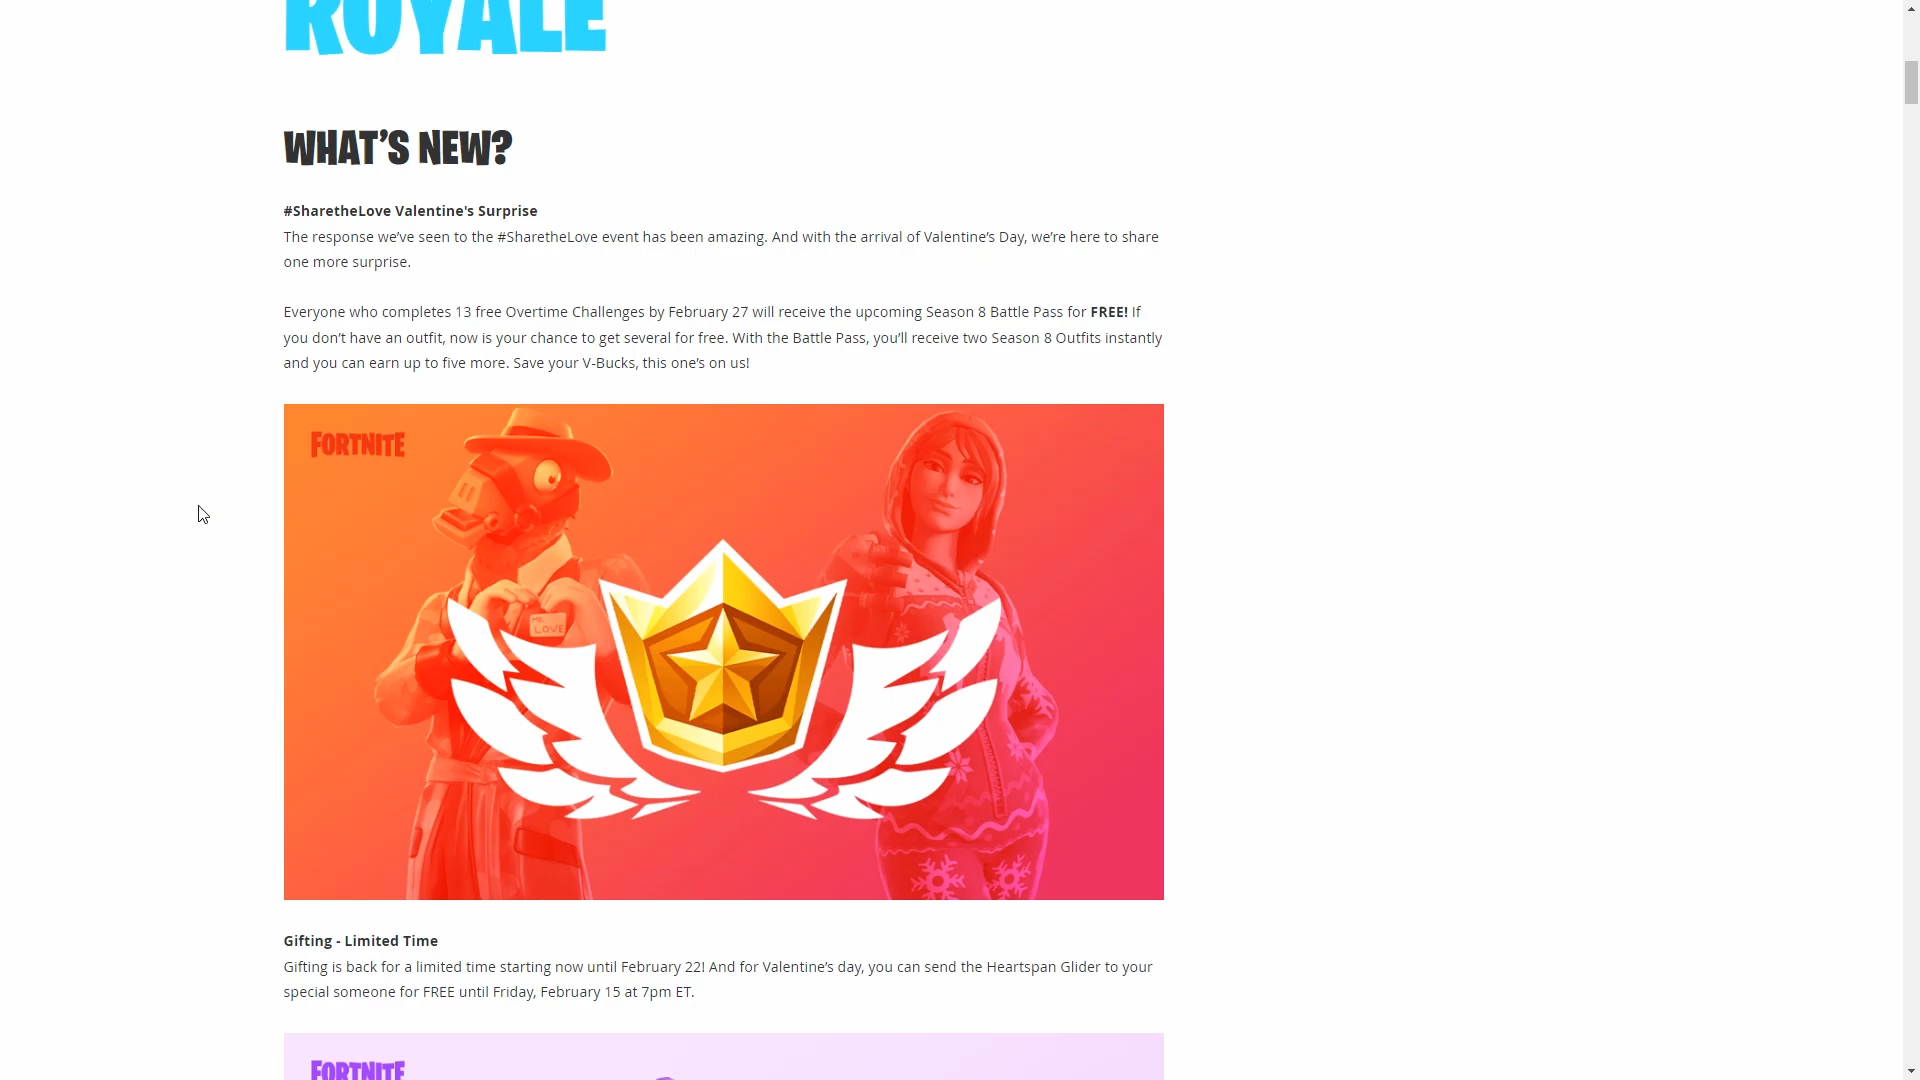 ROYALE
WHAT’S NEW?
#SharetheLove Valentine's Surprise
The response we’ve seen to the #SharetheLove event has been amazing. And with the arrival of Valentine’s Day, we’re here to share
one more surprise.
Everyone who completes 13 free Overtime Challenges by February 27 will receive the upcoming Season 8 Battle Pass for FREE! If
you don’t have an outfit, now is your chance to get several for free. With the Battle Pass, you’ll receive two Season 8 Outfits instantly
and you can earn up to five more. Save your V-Bucks, this one’s on us!
FORTNITE
MR.
LOVE
Gifting - Limited Time
Gifting is back for a limited time starting now until February 22! And for Valentine’s day, you can send the Heartspan Glider to your
special someone for FREE until Friday, February 15 at 7pm ET.
FORTNITE